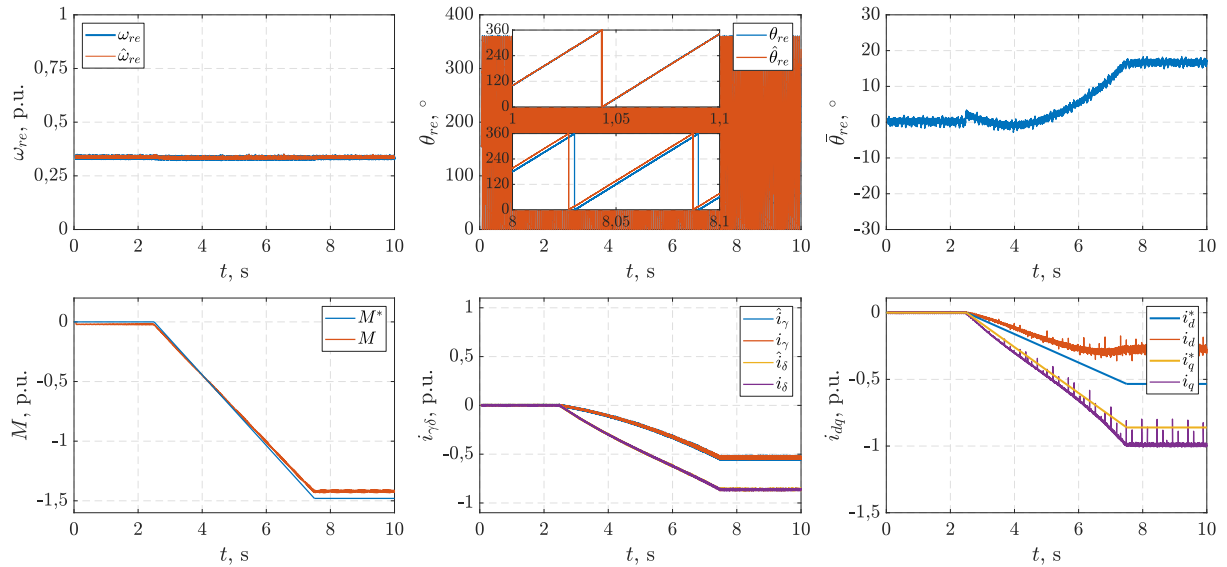 1
0,75
0,5
0,25
0
ω_re, p.u.
ω_re
ω̂_re
0 2 4 6 8 10
t, s
400
300
200
100
0
θ_re, °
θ_re
θ̂_re
360
240
120
0
1 1,05 1,1
360
240
120
0
8 8,05 8,1
0 2 4 6 8 10
t, s
30
20
10
0
-10
-20
-30
θ̄_re, °
0 2 4 6 8 10
t, s
0
-0,5
-1
-1,5
M, p.u.
M*
M
0 2 4 6 8 10
t, s
1
0,5
0
-0,5
-1
i_γδ, p.u.
î_γ
i_γ
î_δ
i_δ
0 2 4 6 8 10
t, s
0
-0,5
-1
-1,5
i_dq, p.u.
i*_d
i_d
i*_q
i_q
0 2 4 6 8 10
t, s